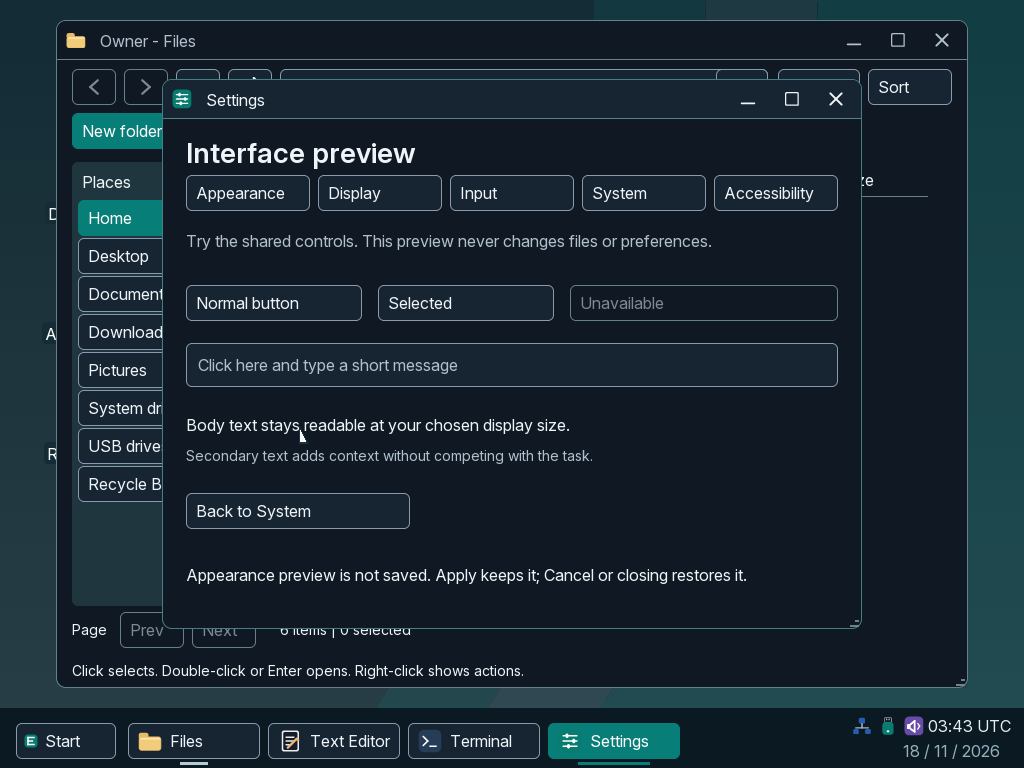 Owner - Files
Sort
New folder
Settings
Interface preview
Appearance
Display
Input
System
Accessibility
Try the shared controls. This preview never changes files or preferences.
Normal button
Selected
Unavailable
Click here and type a short message
Body text stays readable at your chosen display size.
Secondary text adds context without competing with the task.
Back to System
Appearance preview is not saved. Apply keeps it; Cancel or closing restores it.
Places
Home
Desktop
Document
Download
Pictures
System dr
USB drive
Recycle B
Page
Prev
Next
6 items | 0 selected
Click selects. Double-click or Enter opens. Right-click shows actions.
Start
Files
Text Editor
Terminal
Settings
03:43 UTC
18 / 11 / 2026